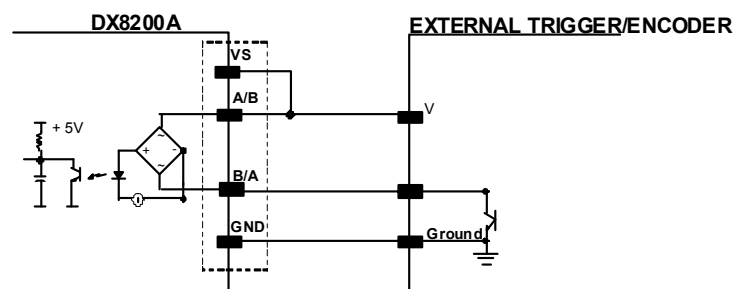 DX8200A
EXTERNAL TRIGGER/ENCODER
VS
A/B
V
+ 5V
+
~
-
~
B/A
GND
Ground